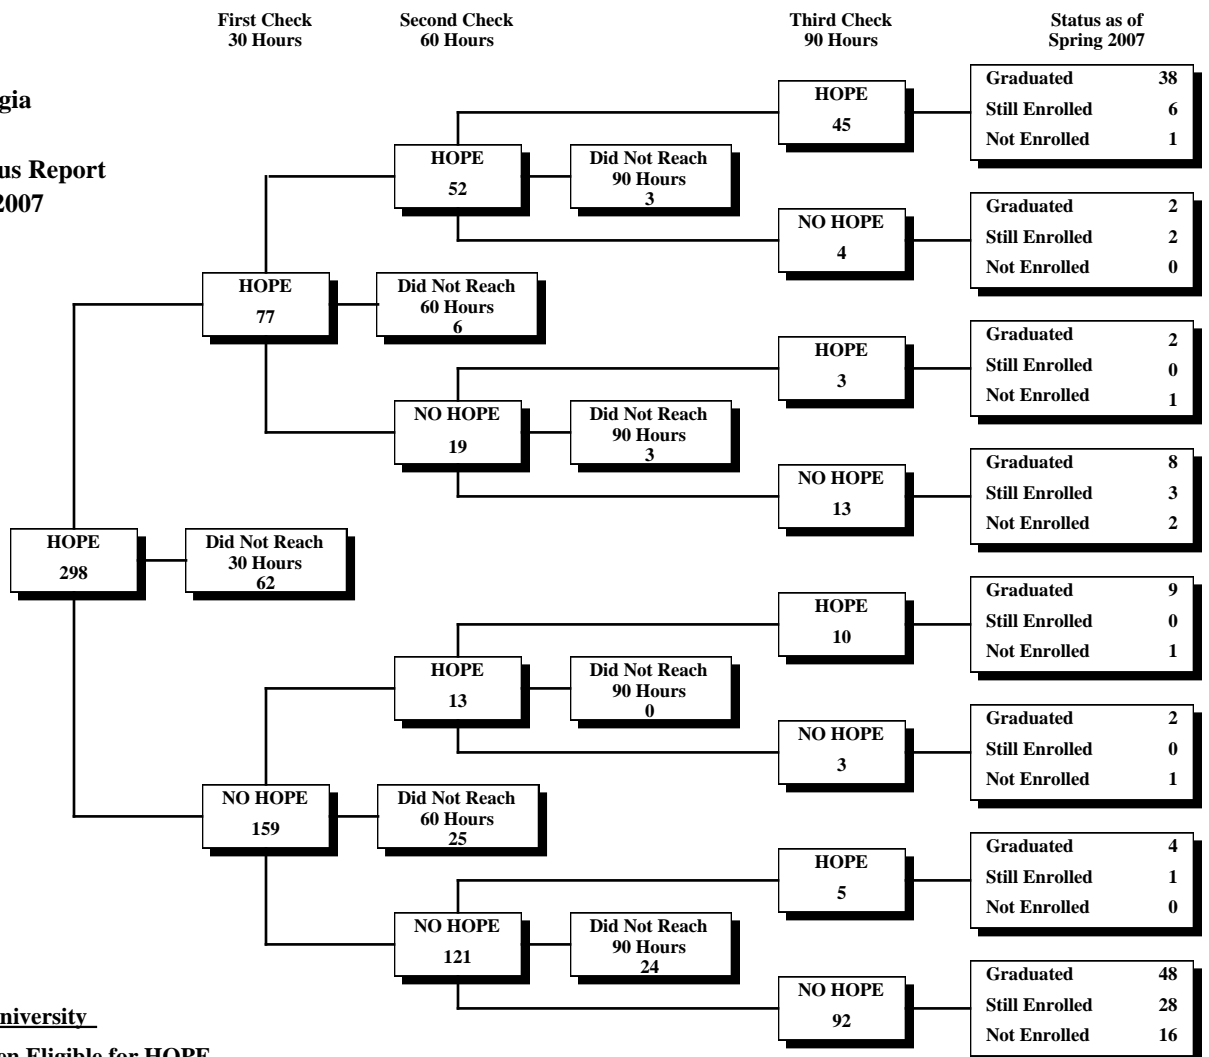 First Check
30 Hours
Second Check
60 Hours
Third Check
90 Hours
Status as of
Spring 2007
gia
us Report
2007
HOPE
298
Did Not Reach
30 Hours
62
HOPE
77
Did Not Reach
60 Hours
6
NO HOPE
159
Did Not Reach
60 Hours
25
HOPE
52
Did Not Reach
90 Hours
3
NO HOPE
19
Did Not Reach
90 Hours
3
HOPE
13
Did Not Reach
90 Hours
0
NO HOPE
121
Did Not Reach
90 Hours
24
HOPE
45
Graduated 38
Still Enrolled 6
Not Enrolled 1
NO HOPE
4
Graduated 2
Still Enrolled 2
Not Enrolled 0
HOPE
3
Graduated 2
Still Enrolled 0
Not Enrolled 1
NO HOPE
13
Graduated 8
Still Enrolled 3
Not Enrolled 2
HOPE
10
Graduated 9
Still Enrolled 0
Not Enrolled 1
NO HOPE
3
Graduated 2
Still Enrolled 0
Not Enrolled 1
HOPE
5
Graduated 4
Still Enrolled 1
Not Enrolled 0
NO HOPE
92
Graduated 48
Still Enrolled 28
Not Enrolled 16
niversity
en Eligible for HOPE